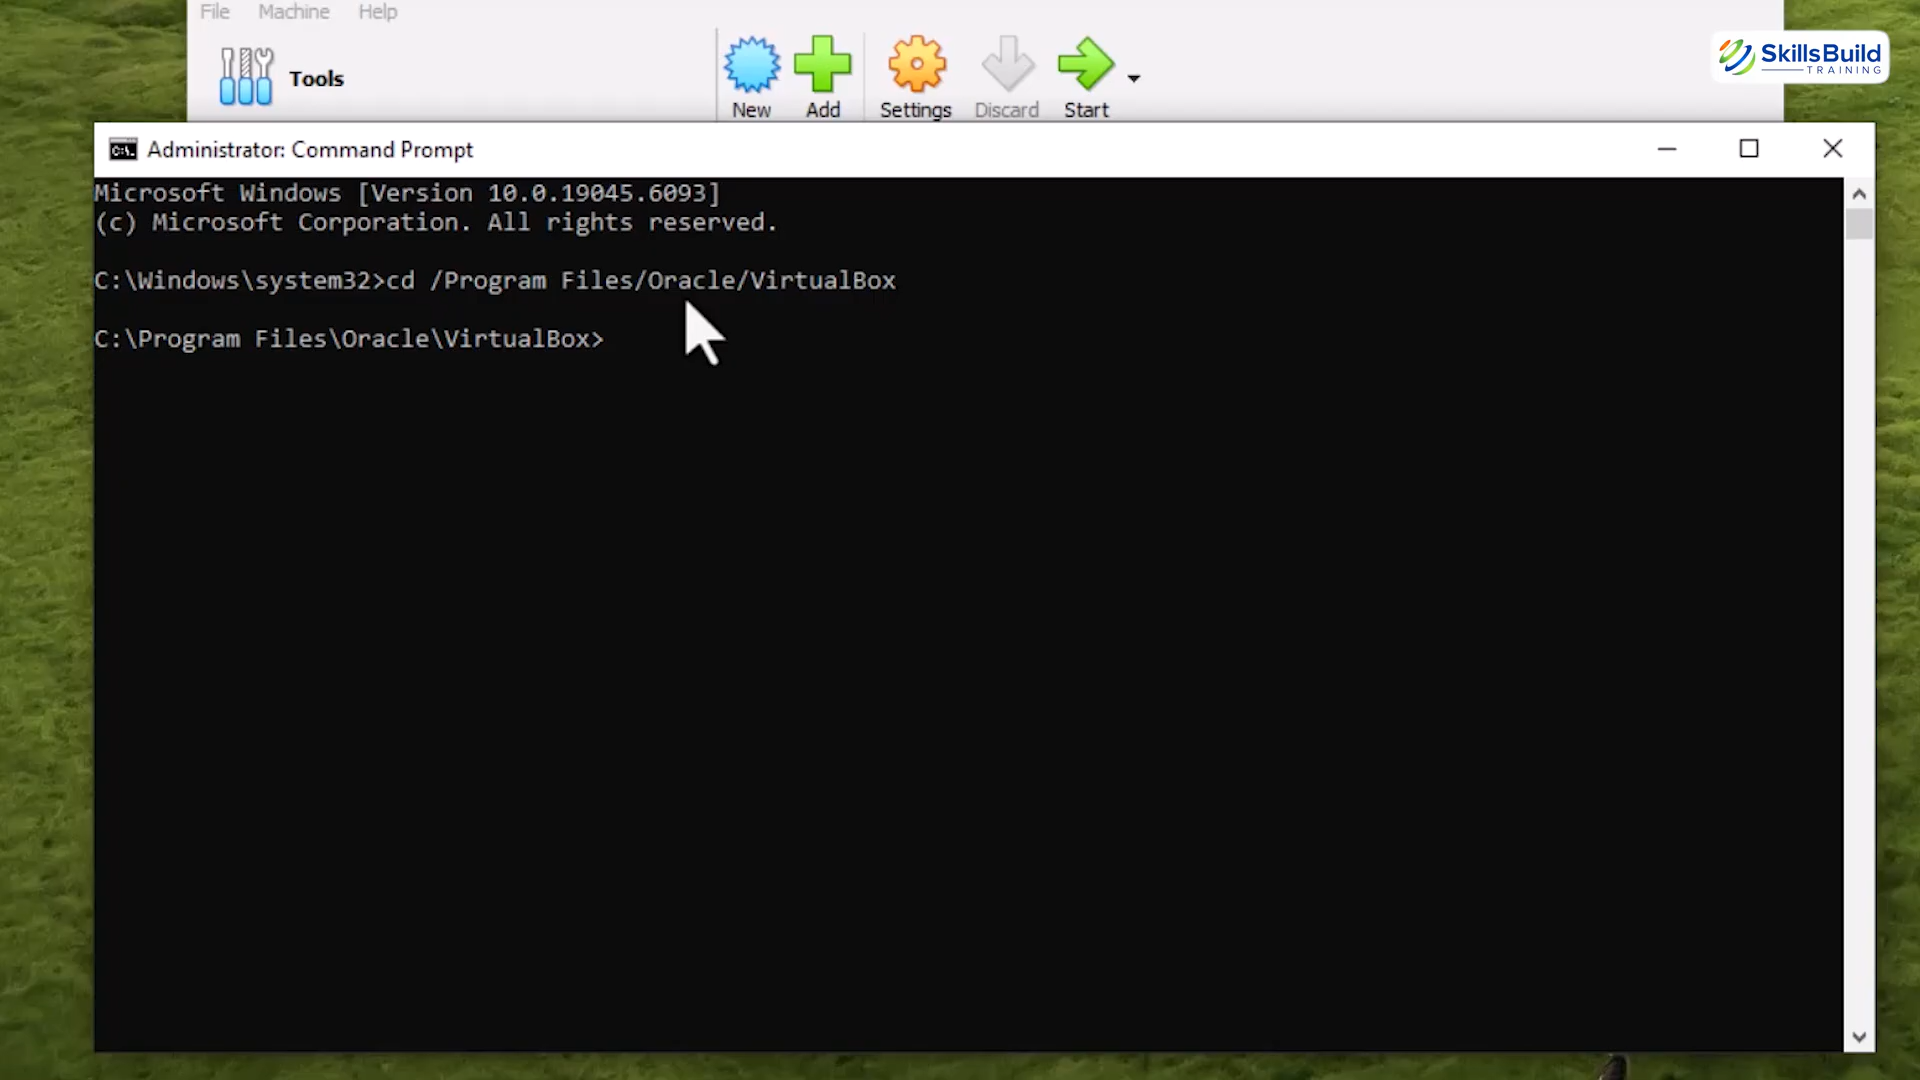 File Machine Help
Tools
New Add Settings Discard Start
SkillsBuild
TRAINING
Administrator: Command Prompt
Microsoft Windows [Version 10.0.19045.6093]
(c) Microsoft Corporation. All rights reserved.
C:\Windows\system32>cd /Program Files/Oracle/VirtualBox
C:\Program Files\Oracle\VirtualBox>